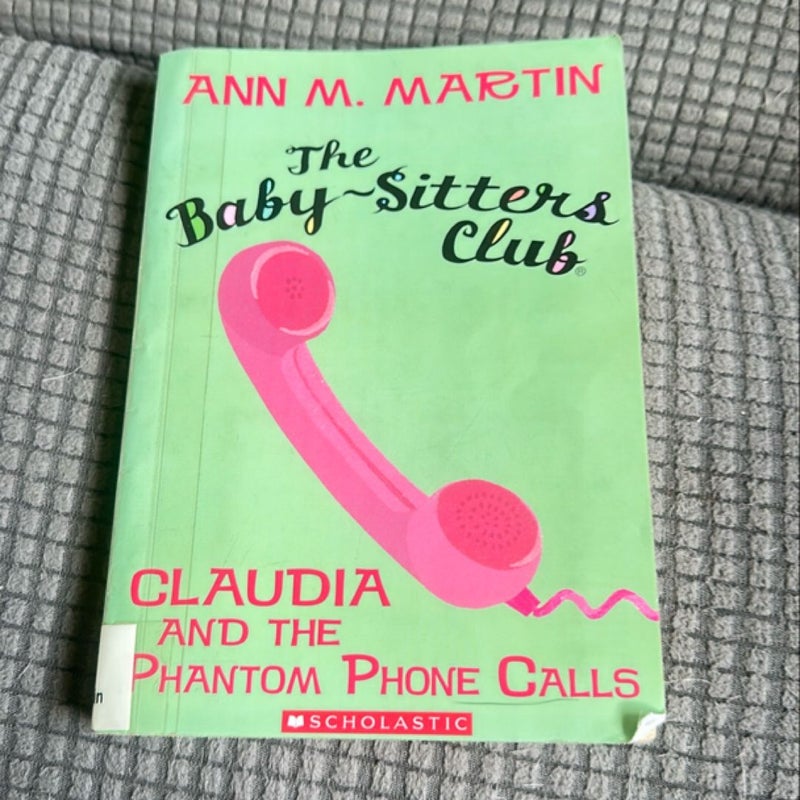 ANN M. MARTIN
The
Baby~Sitters
Club®
CLAUDIA
AND THE
PHANTOM PHONE CALLS
SCHOLASTIC
n